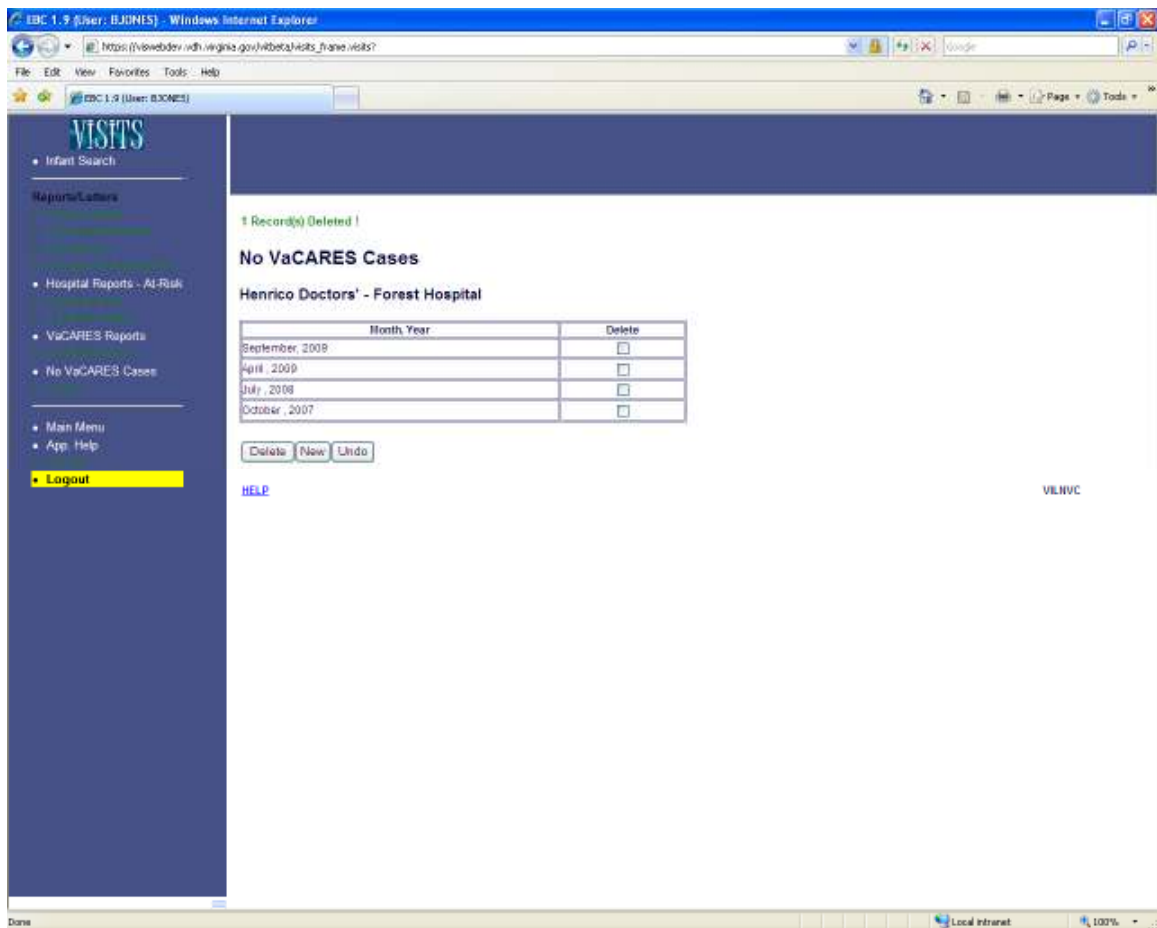 EBC 1.9 (User: BJONES) - Windows Internet Explorer
https://viswebdev.vdh.virginia.gov/vitbeta/visits_frame.visits?
Google
File Edit View Favorites Tools Help
EBC 1.9 (User: BJONES)
Page Tools
VISITS
Infant Search
Reports/Letters
Hospital Reports - At-Risk
VaCARES Reports
No VaCARES Cases
Main Menu
App. Help
Logout
1 Record(s) Deleted !
No VaCARES Cases
Henrico Doctors' - Forest Hospital
Month, Year Delete
September, 2009
April , 2009
July , 2008
October , 2007
Delete New Undo
HELP VILNVC
Done Local intranet 100%